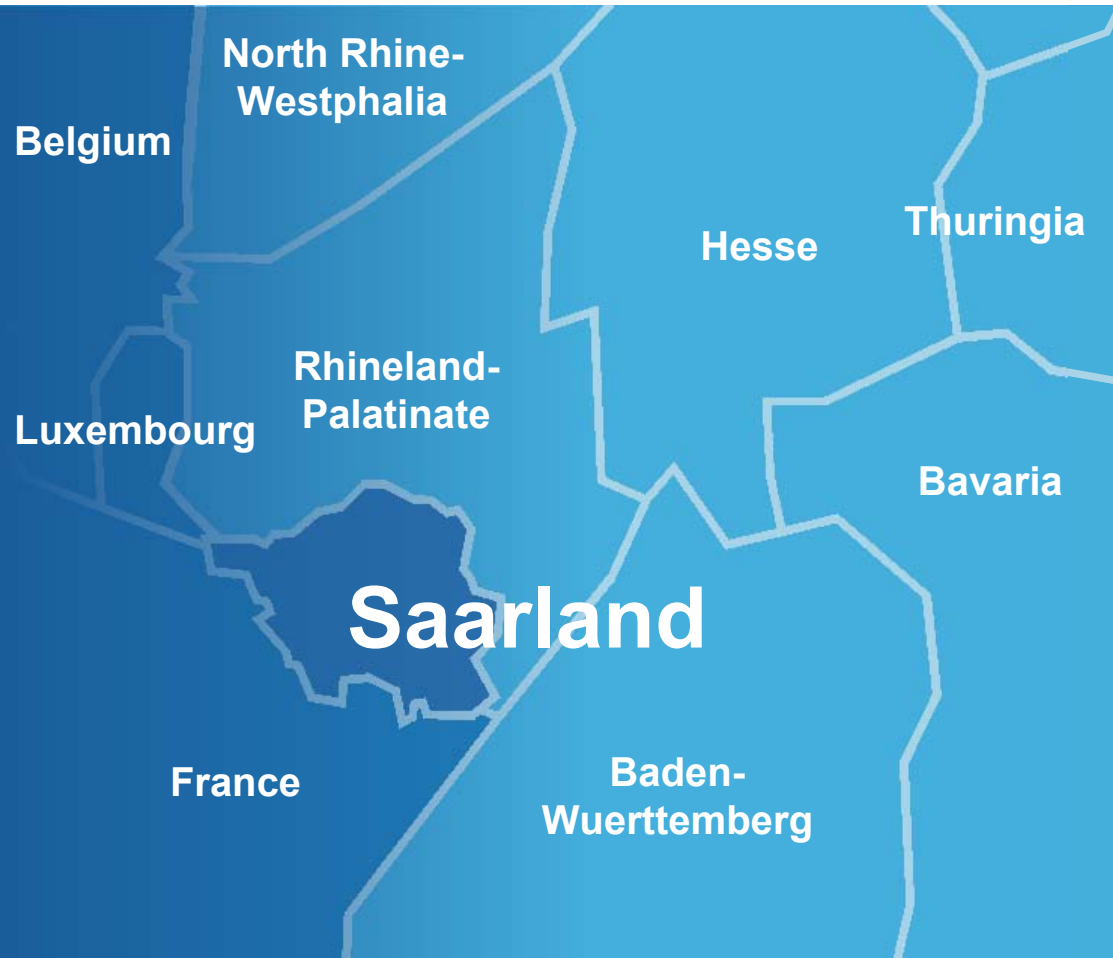 North Rhine-
Westphalia
Belgium
Thuringia
Hesse
Rhineland-
Palatinate
Luxembourg
Bavaria
Saarland
France
Baden-
Wuerttemberg